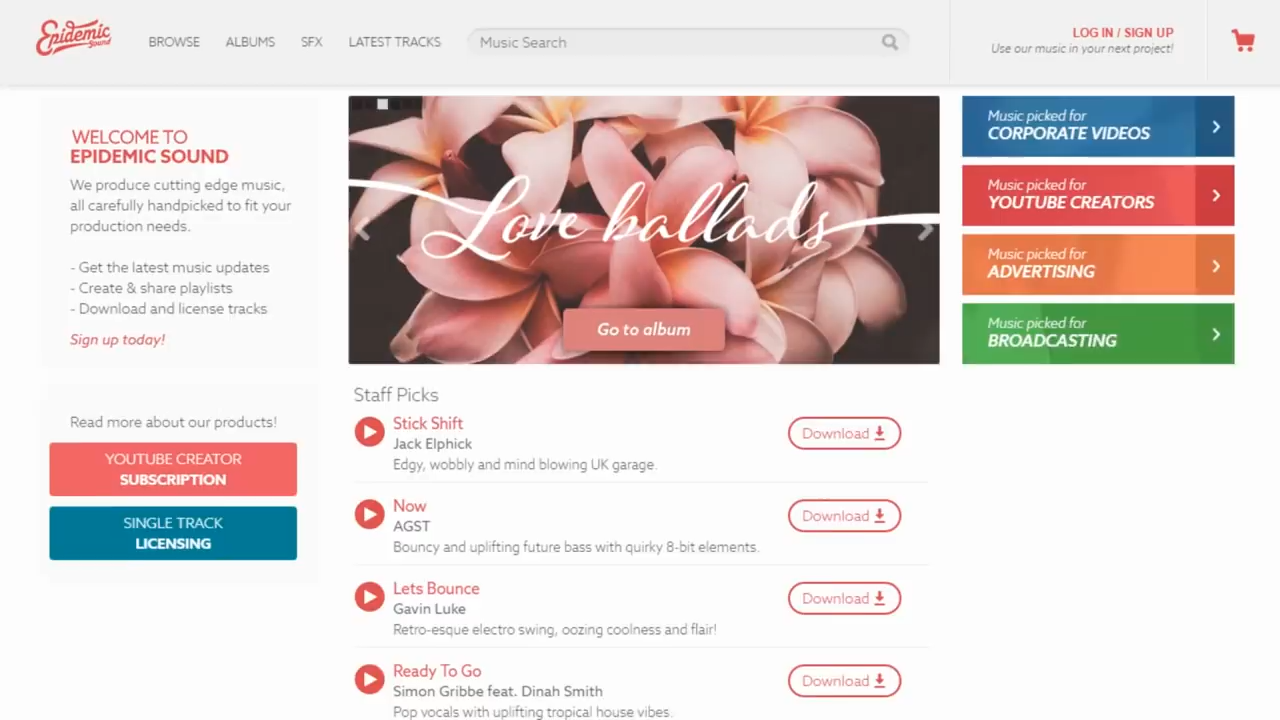 Epidemic
Sound
BROWSE
ALBUMS
SFX
LATEST TRACKS
Music Search
LOG IN / SIGN UP
Use our music in your next project!
WELCOME TO
EPIDEMIC SOUND
We produce cutting edge music,
all carefully handpicked to fit your
production needs.
- Get the latest music updates
- Create & share playlists
- Download and license tracks
Sign up today!
Read more about our products!
YOUTUBE CREATOR
SUBSCRIPTION
SINGLE TRACK
LICENSING
Love ballads
Go to album
Staff Picks
Stick Shift
Jack Elphick
Edgy, wobbly and mind blowing UK garage.
Download
Now
AGST
Bouncy and uplifting future bass with quirky 8-bit elements.
Download
Lets Bounce
Gavin Luke
Retro-esque electro swing, oozing coolness and flair!
Download
Ready To Go
Simon Gribbe feat. Dinah Smith
Pop vocals with uplifting tropical house vibes.
Download
Music picked for
CORPORATE VIDEOS
Music picked for
YOUTUBE CREATORS
Music picked for
ADVERTISING
Music picked for
BROADCASTING